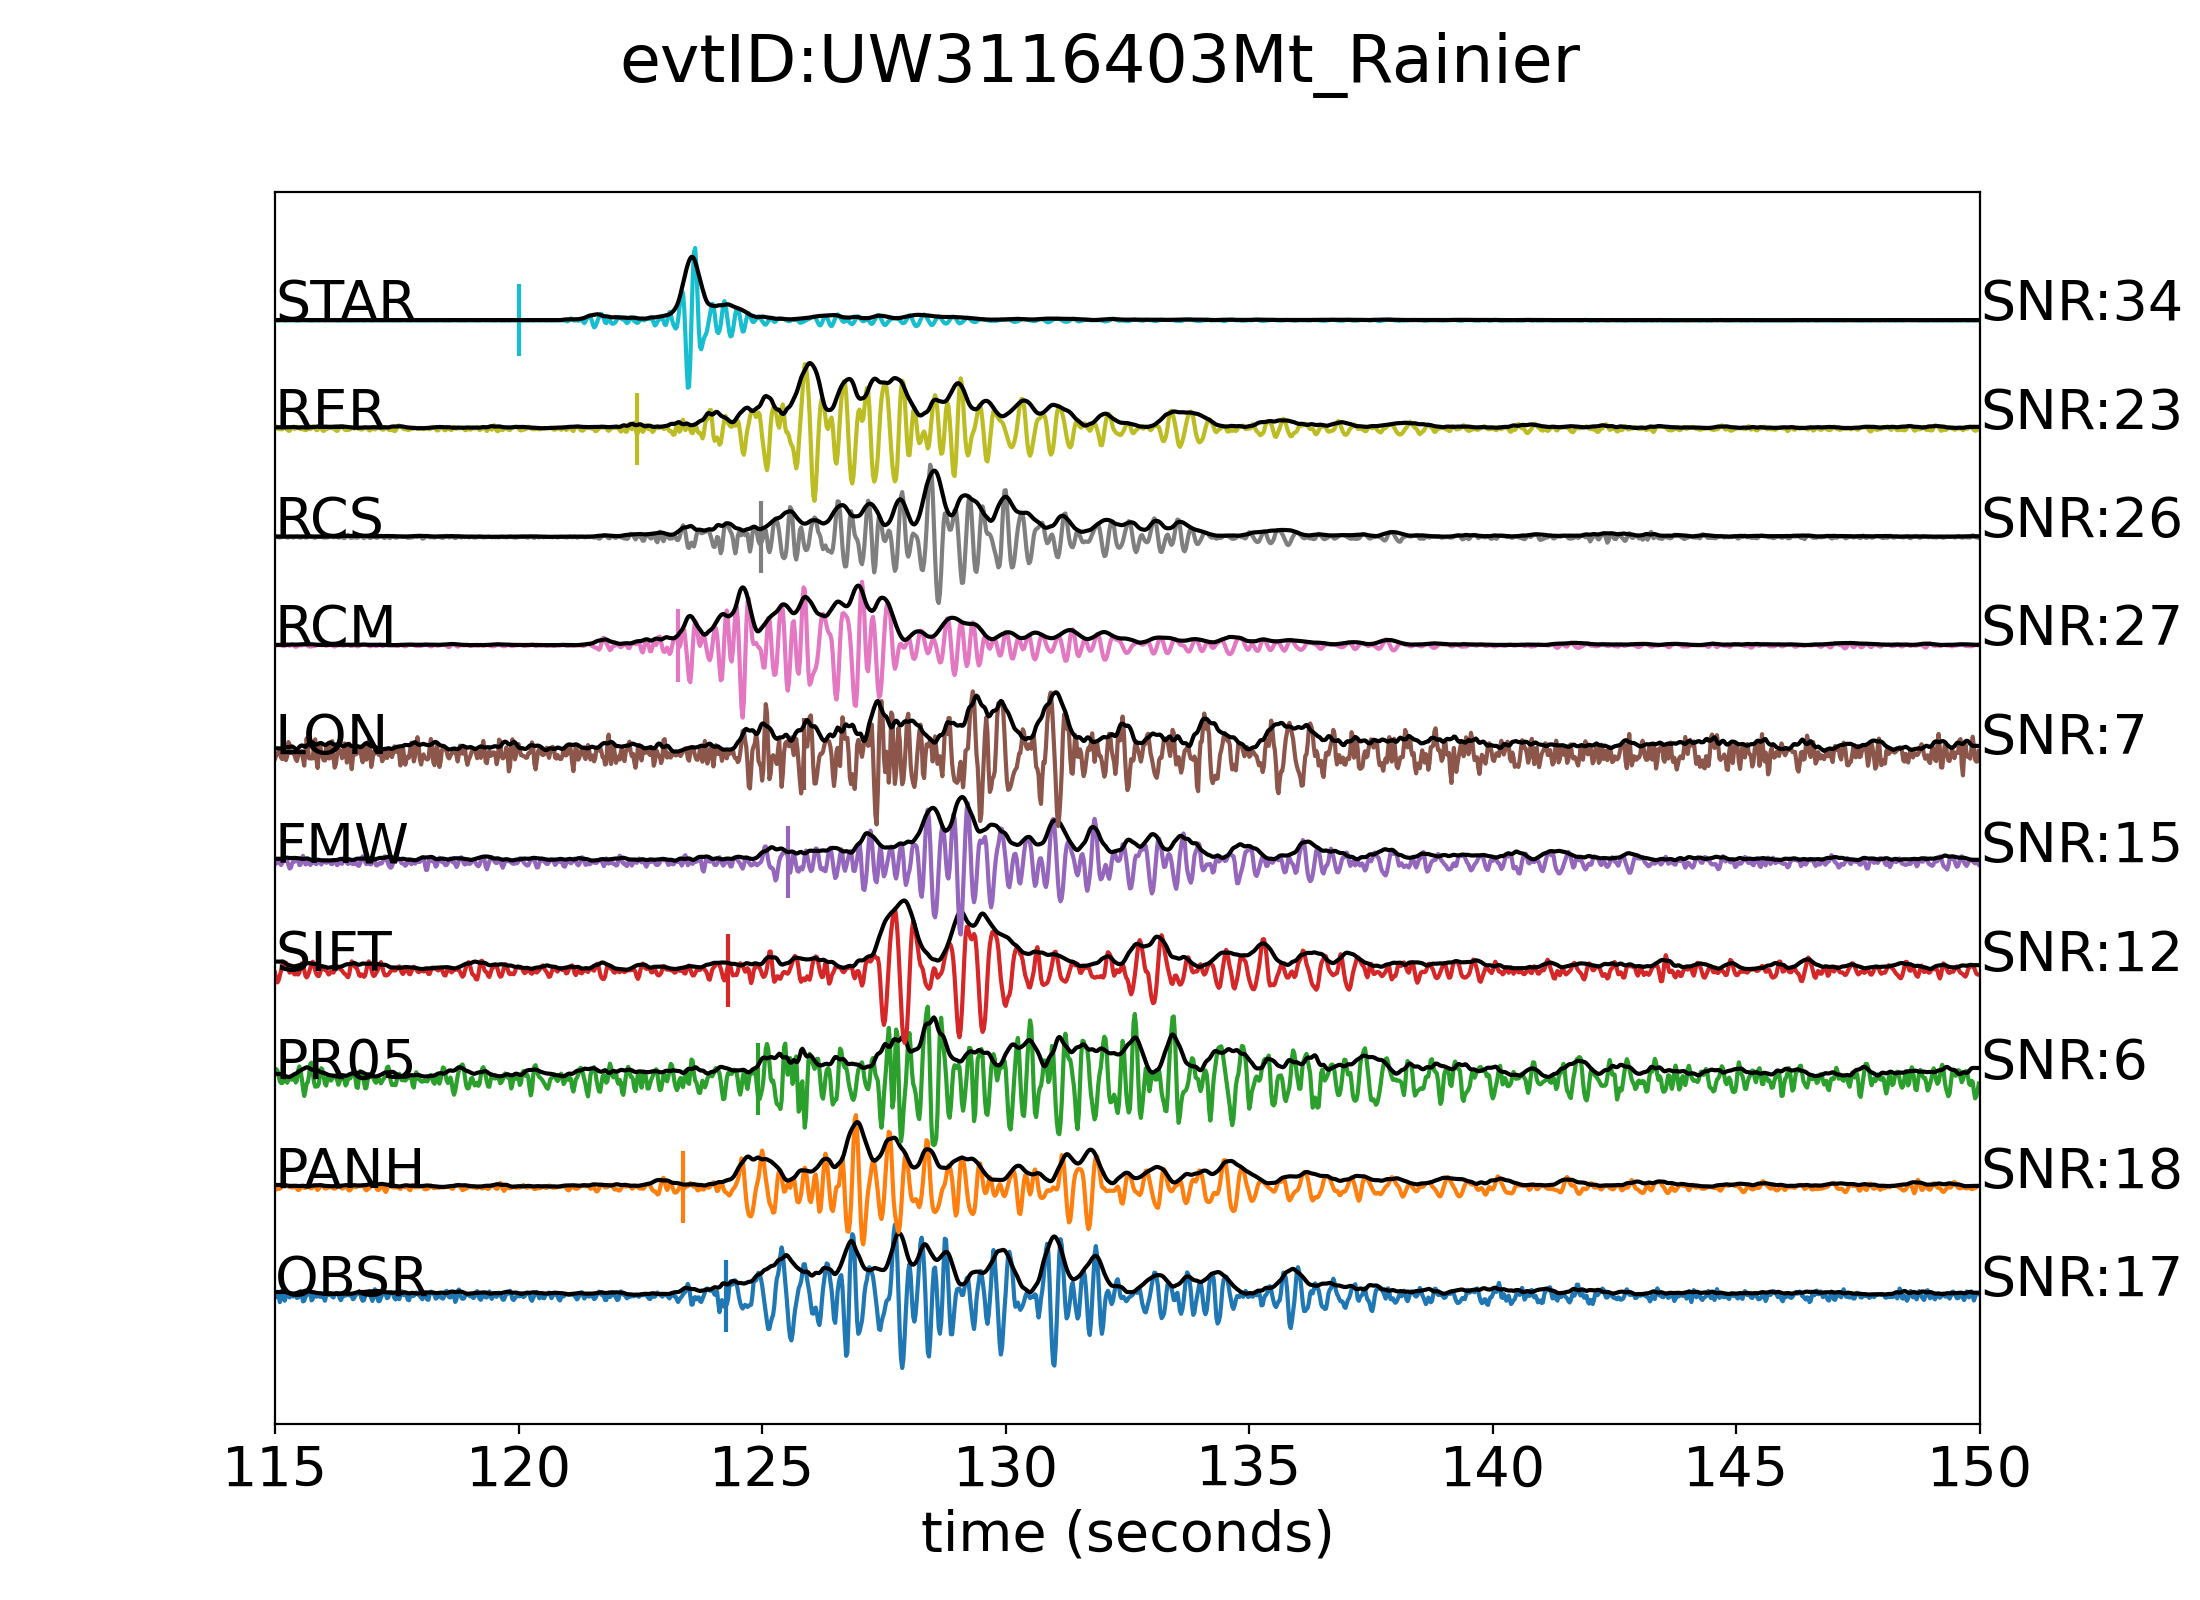 evtID:UW3116403Mt_Rainier
STAR SNR:34
RER SNR:23
RCS SNR:26
RCM SNR:27
LON SNR:7
FMW SNR:15
SIFT SNR:12
PR05 SNR:6
PANH SNR:18
OBSR SNR:17
115 120 125 130 135 140 145 150
time (seconds)